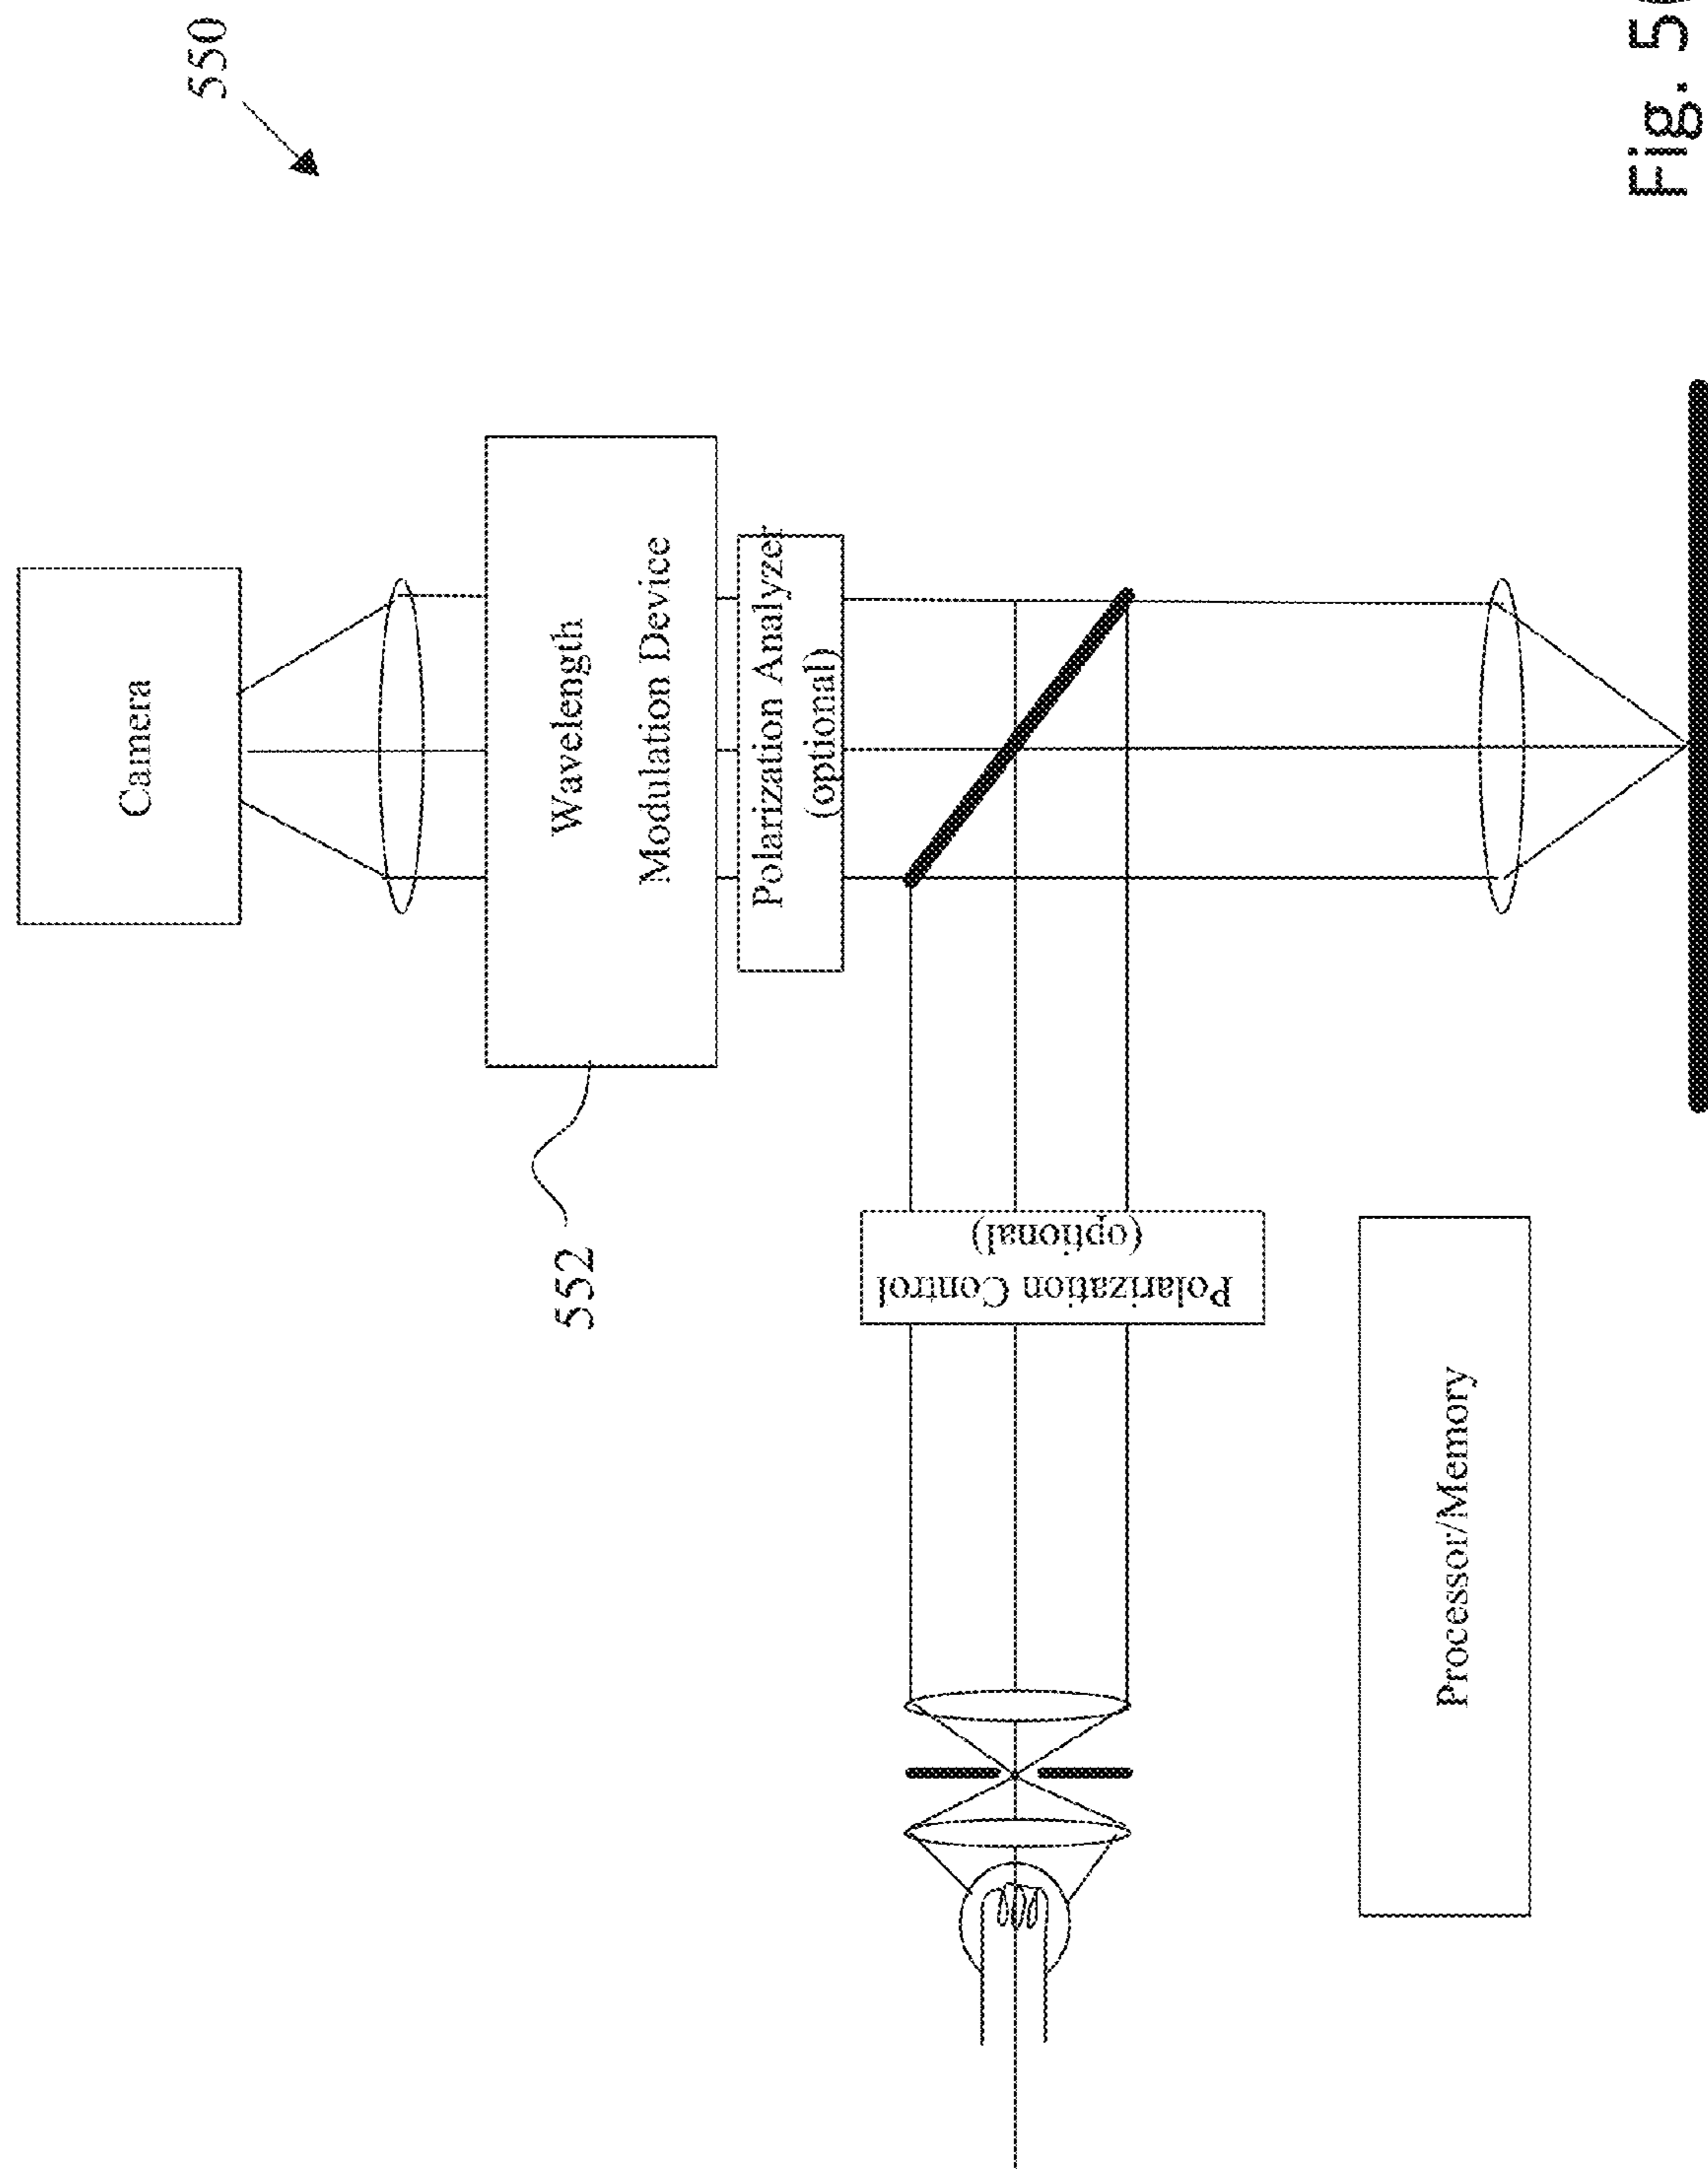 550
Camera
Wavelength
Modulation Device
Polarization Analyzer
(optional)
552
Polarization Control
(optional)
Processor/Memory
Fig. 5